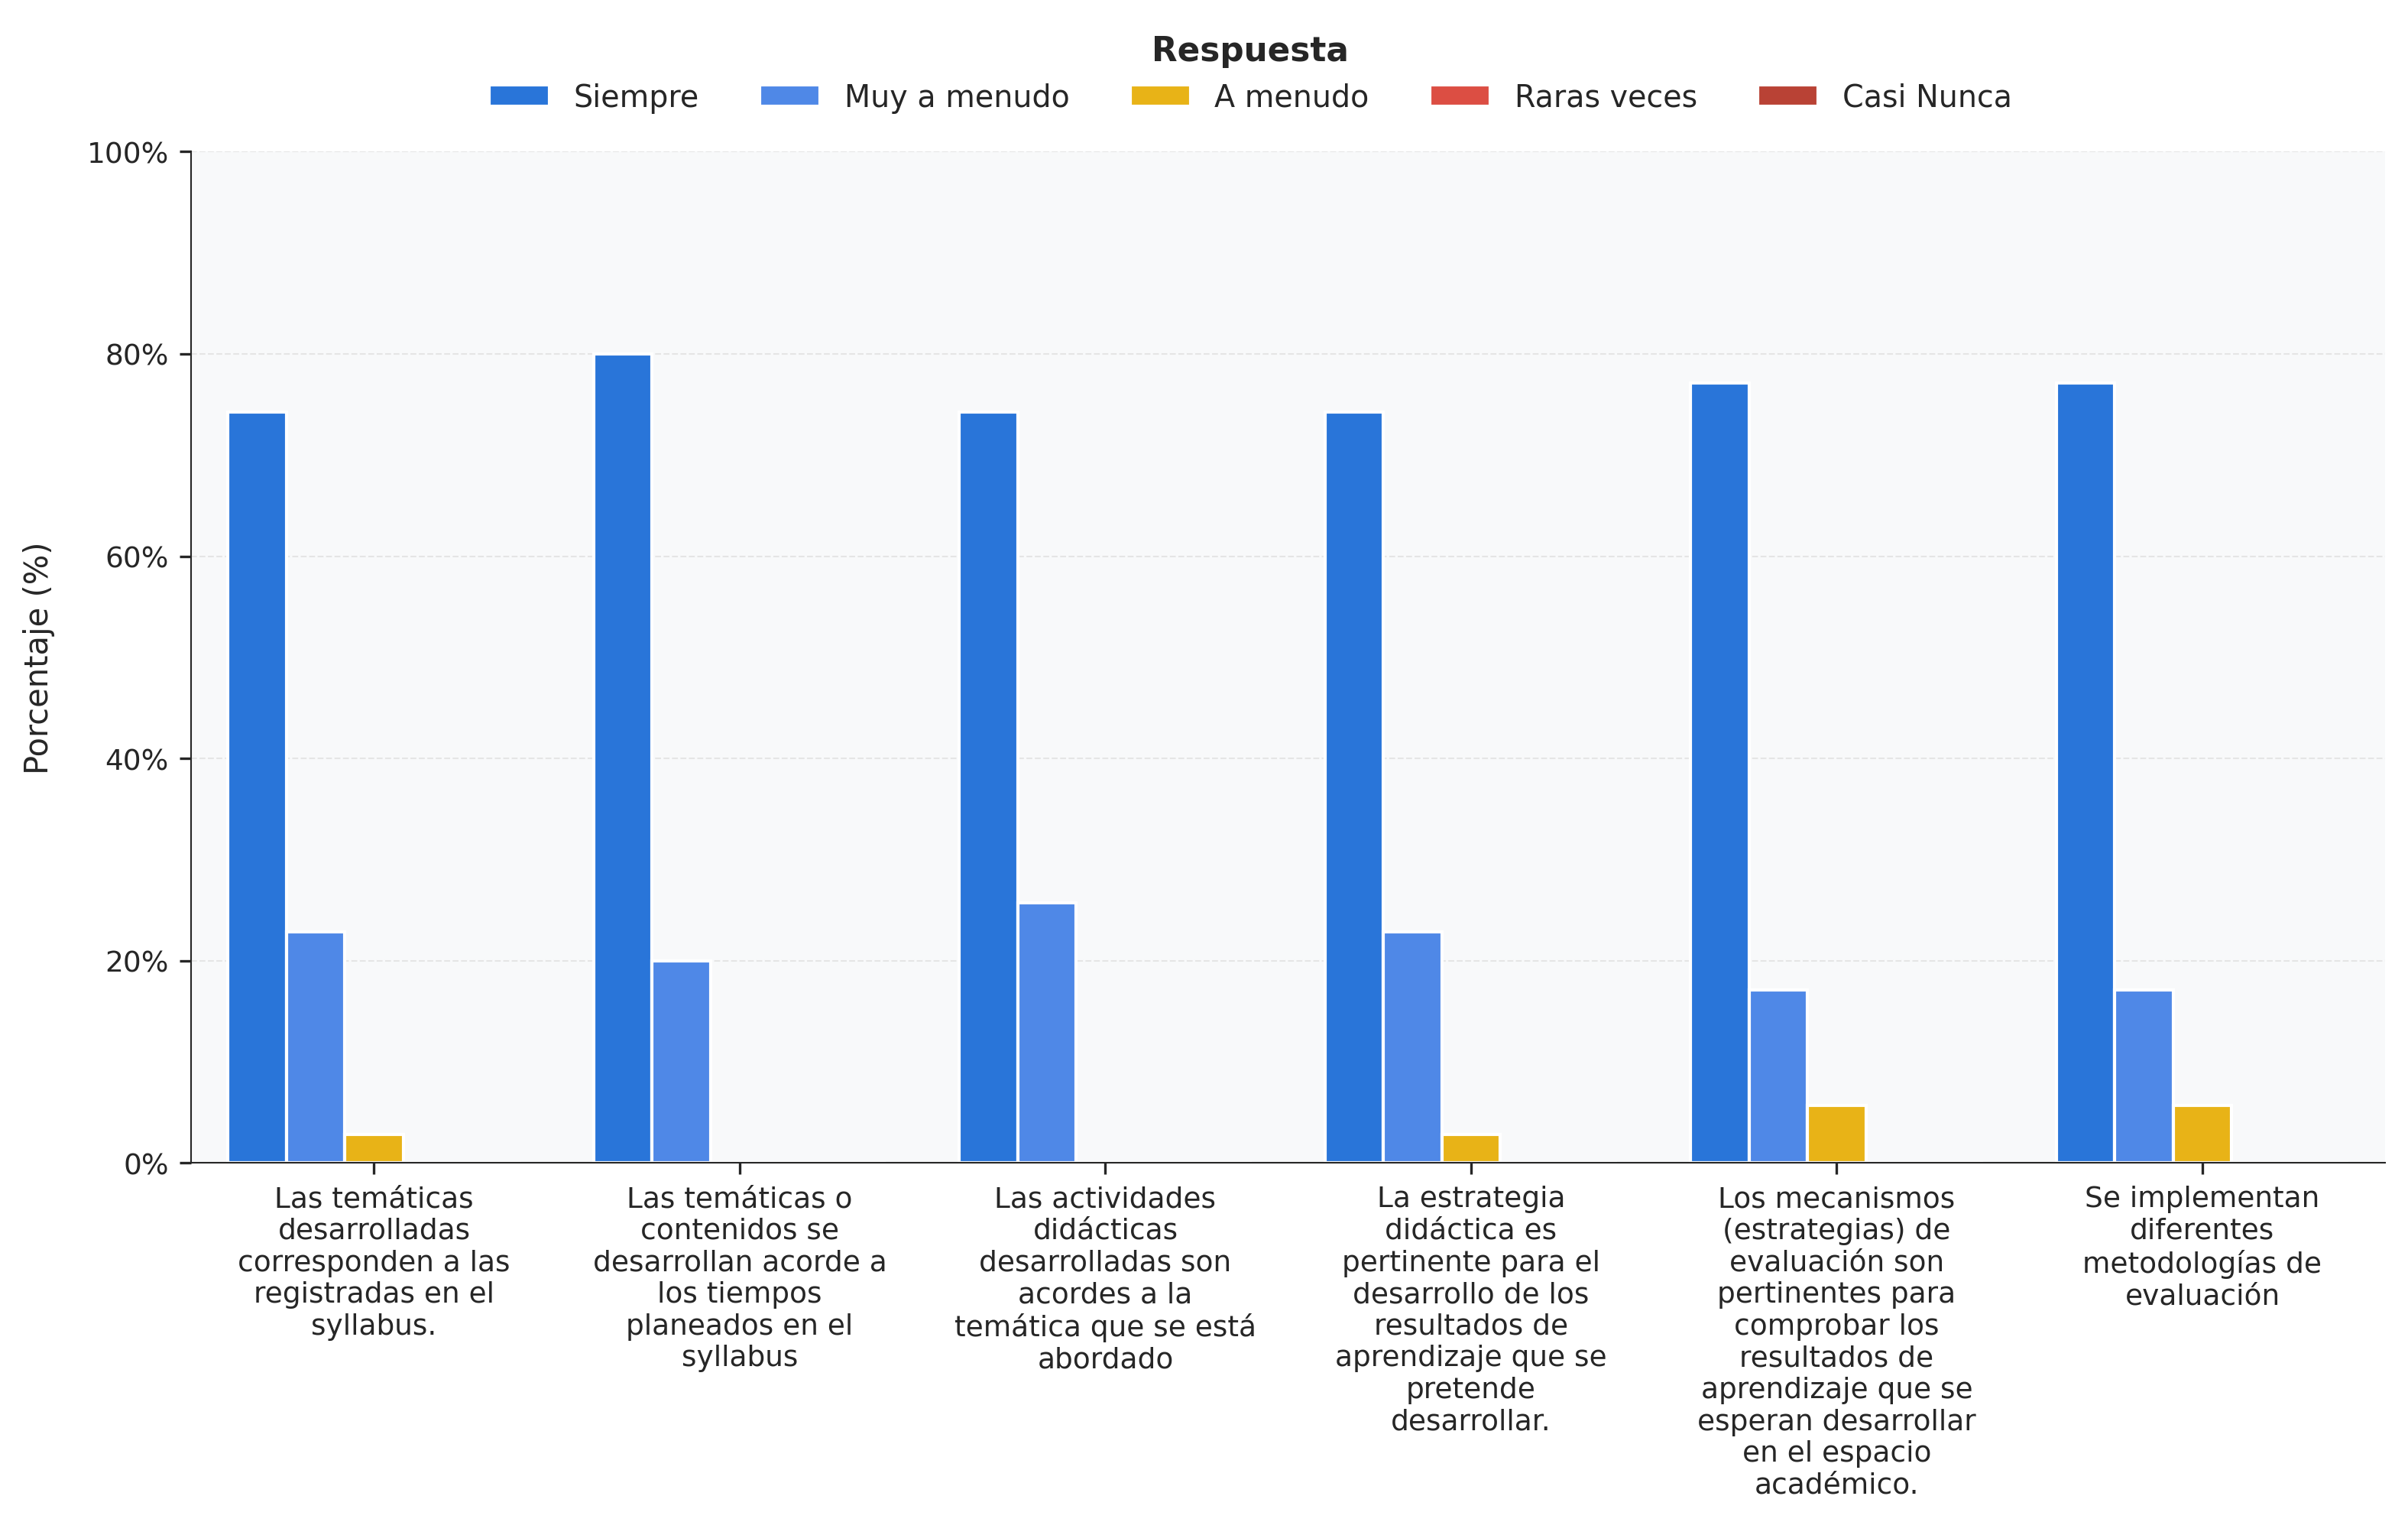 Respuesta
Siempre
Muy a menudo
A menudo
Raras veces
Casi Nunca
Porcentaje (%)
100%
80%
60%
40%
20%
0%
Las temáticas
desarrolladas
corresponden a las
registradas en el
syllabus.
Las temáticas o
contenidos se
desarrollan acorde a
los tiempos
planeados en el
syllabus
Las actividades
didácticas
desarrolladas son
acordes a la
temática que se está
abordado
La estrategia
didáctica es
pertinente para el
desarrollo de los
resultados de
aprendizaje que se
pretende
desarrollar.
Los mecanismos
(estrategias) de
evaluación son
pertinentes para
comprobar los
resultados de
aprendizaje que se
esperan desarrollar
en el espacio
académico.
Se implementan
diferentes
metodologías de
evaluación